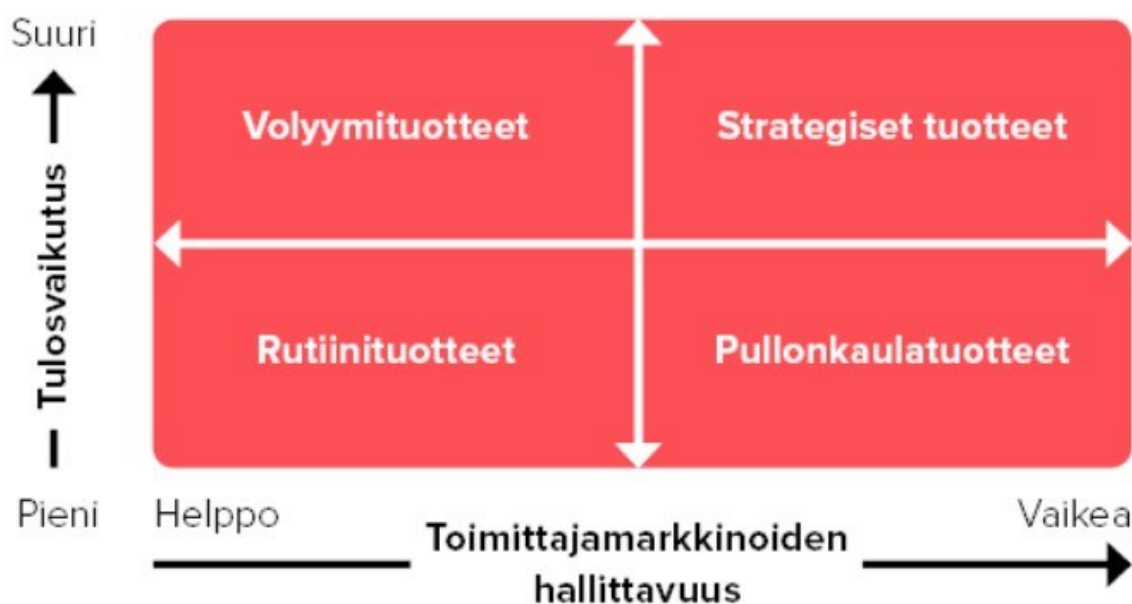 Suuri
Volyymituotteet
Strategiset tuotteet
Tulosvaikutus
Rutiinituotteet
Pullonkaulatuotteet
Pieni
Helppo
Vaikea
Toimittajamarkkinoiden
hallittavuus